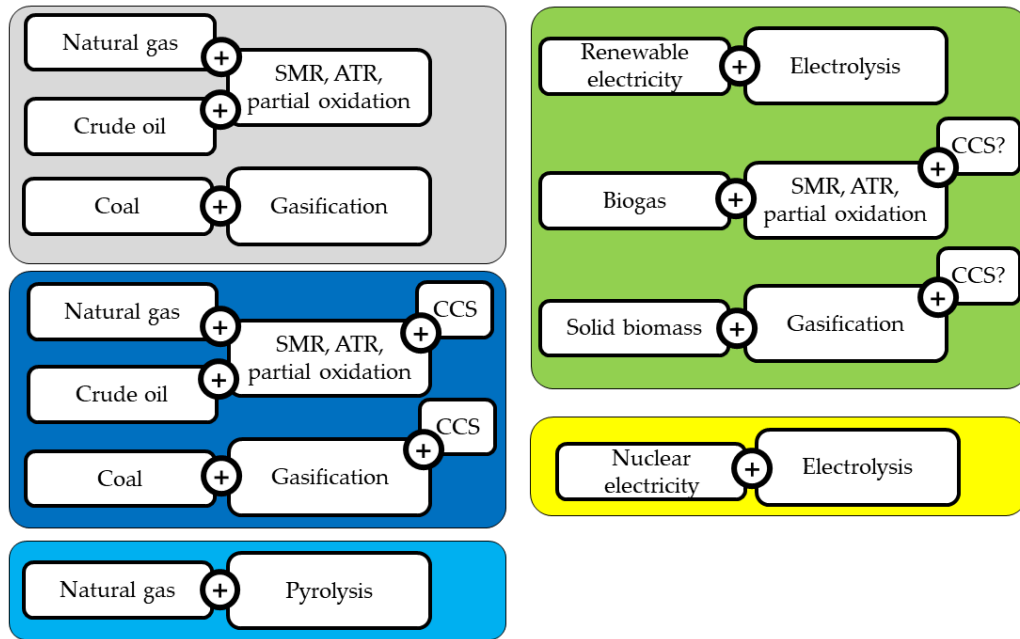 Natural gas
+
SMR, ATR,
partial oxidation
+
Crude oil
Coal
+
Gasification
Natural gas
+
SMR, ATR,
partial oxidation
+
CCS
+
Crude oil
Coal
+
Gasification
+
CCS
Natural gas
+
Pyrolysis
Renewable
electricity
+
Electrolysis
Biogas
+
SMR, ATR,
partial oxidation
+
CCS?
Solid biomass
+
Gasification
+
CCS?
Nuclear
electricity
+
Electrolysis